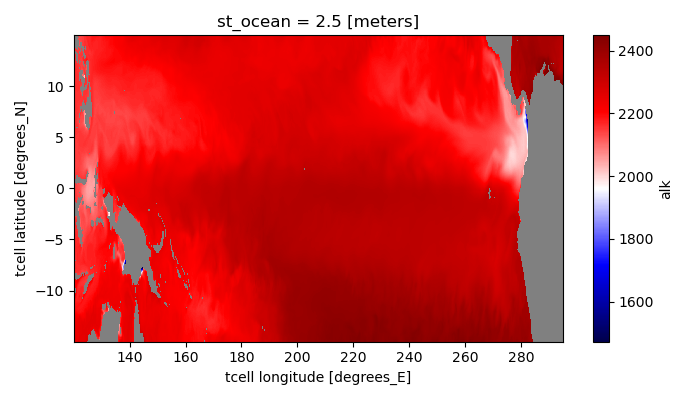 st_ocean = 2.5 [meters]
10
5
0
−5
−10
tcell latitude [degrees_N]
140 160 180 200 220 240 260 280
tcell longitude [degrees_E]
2400
2200
2000
1800
1600
alk